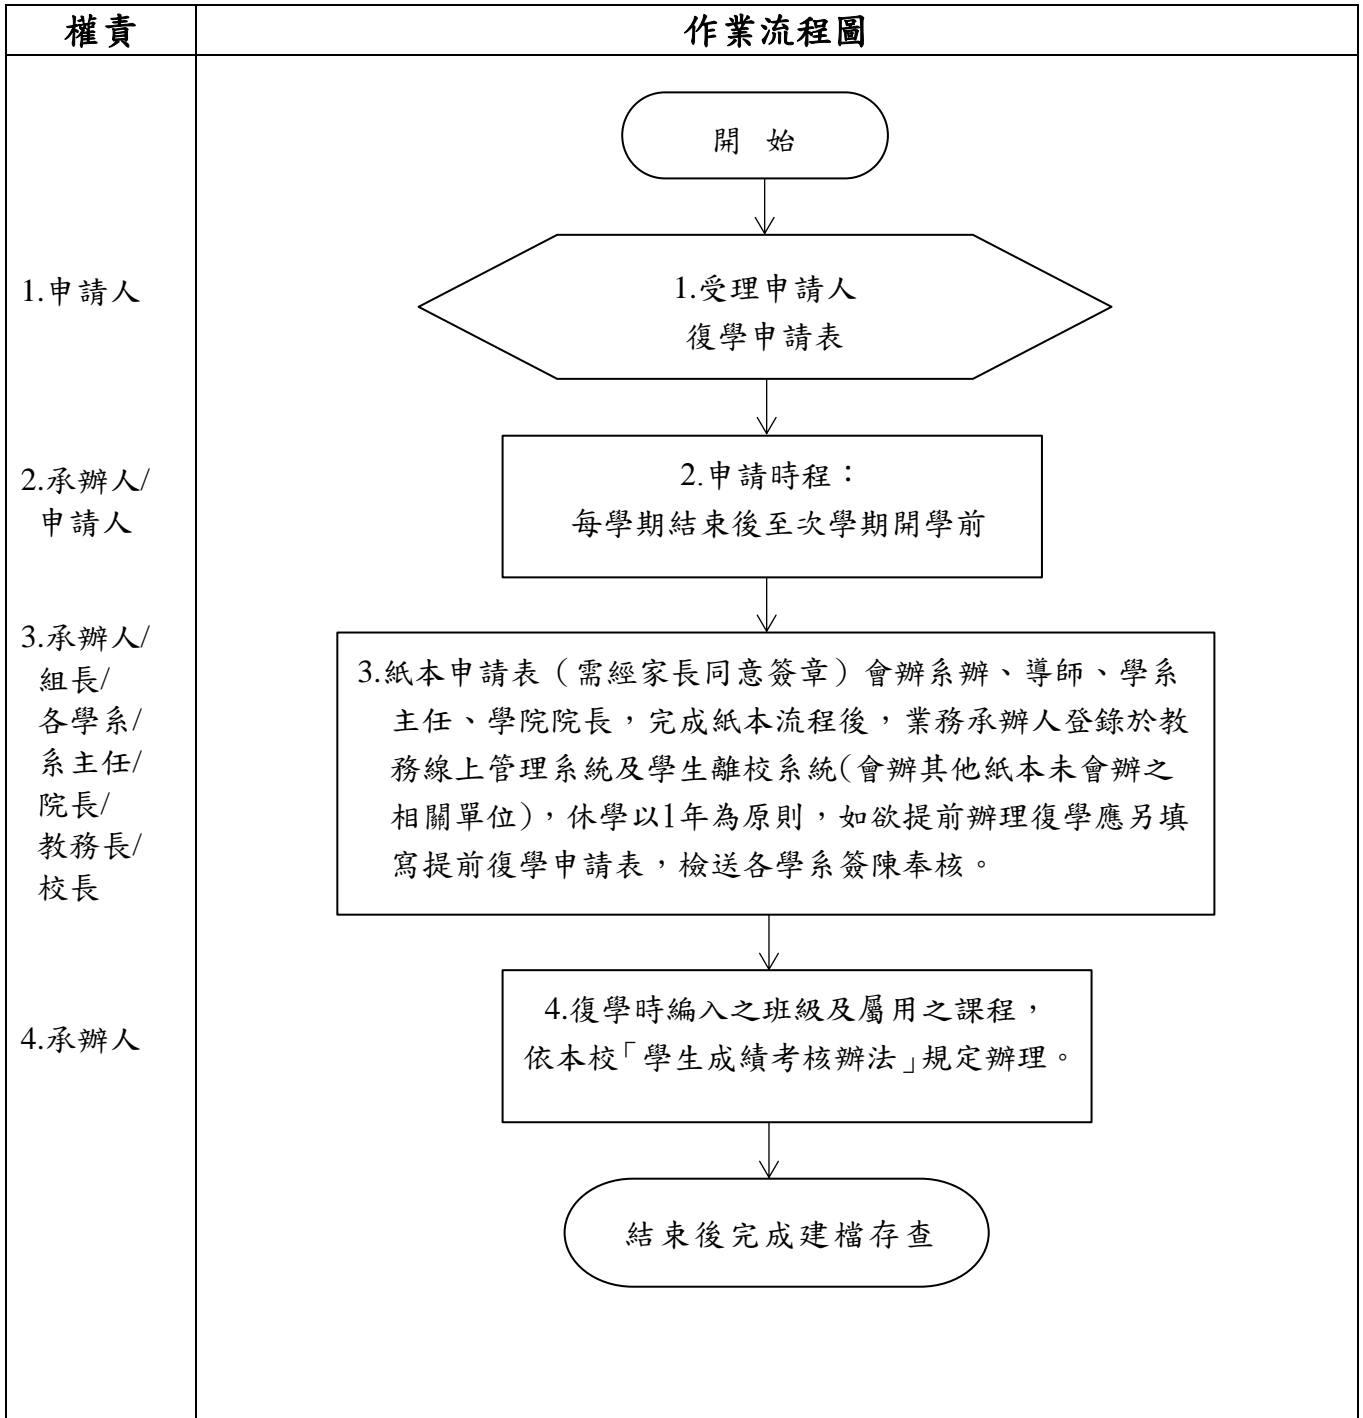 權責
作業流程圖
開 始
1.申請人
1.受理申請人
復學申請表
2.承辦人/
申請人
2.申請時程：
每學期結束後至次學期開學前
3.承辦人/
組長/
各學系/
系主任/
院長/
教務長/
校長
3.紙本申請表（需經家長同意簽章）會辦系辦、導師、學系
主任、學院院長，完成紙本流程後，業務承辦人登錄於教
務線上管理系統及學生離校系統(會辦其他紙本未會辦之
相關單位)，休學以1年為原則，如欲提前辦理復學應另填
寫提前復學申請表，檢送各學系簽陳奉核。
4.承辦人
4.復學時編入之班級及屬用之課程，
依本校「學生成績考核辦法」規定辦理。
結束後完成建檔存查